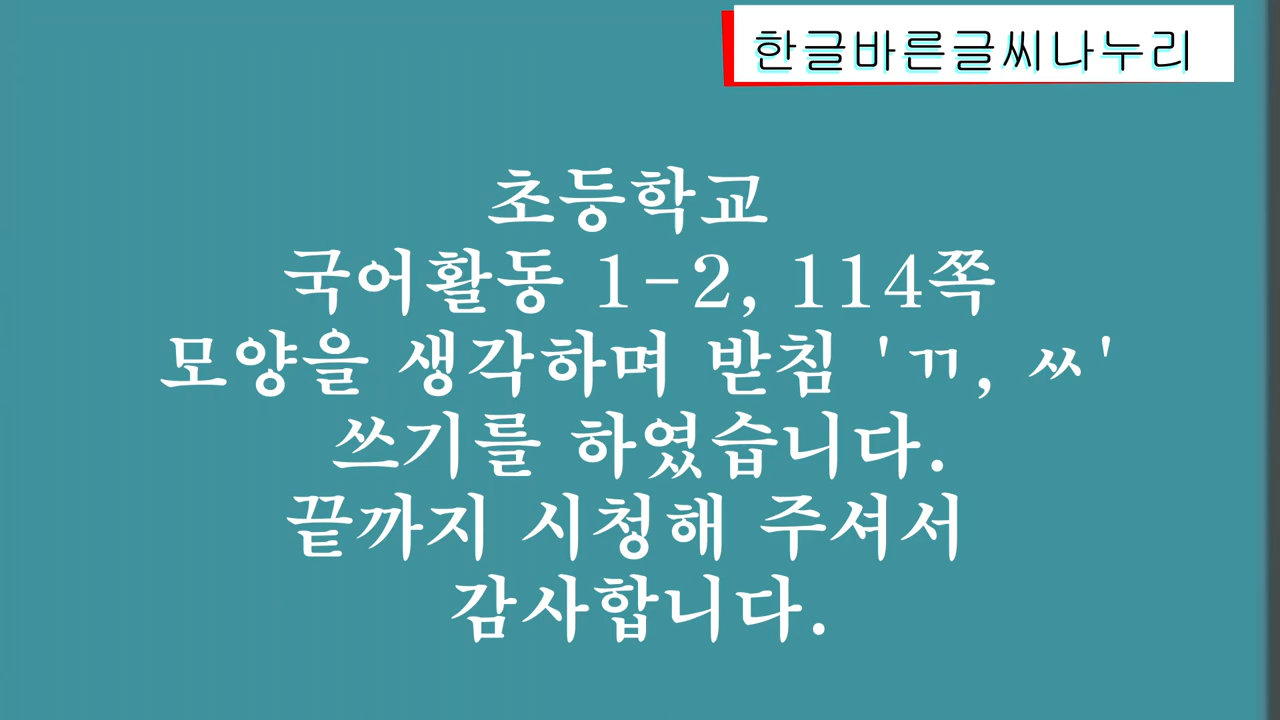 한글바른글씨나누리
초등학교
국어활동 1-2, 114쪽
모양을 생각하며 받침 'ㄲ, ㅆ'
쓰기를 하였습니다.
끝까지 시청해 주셔서
감사합니다.